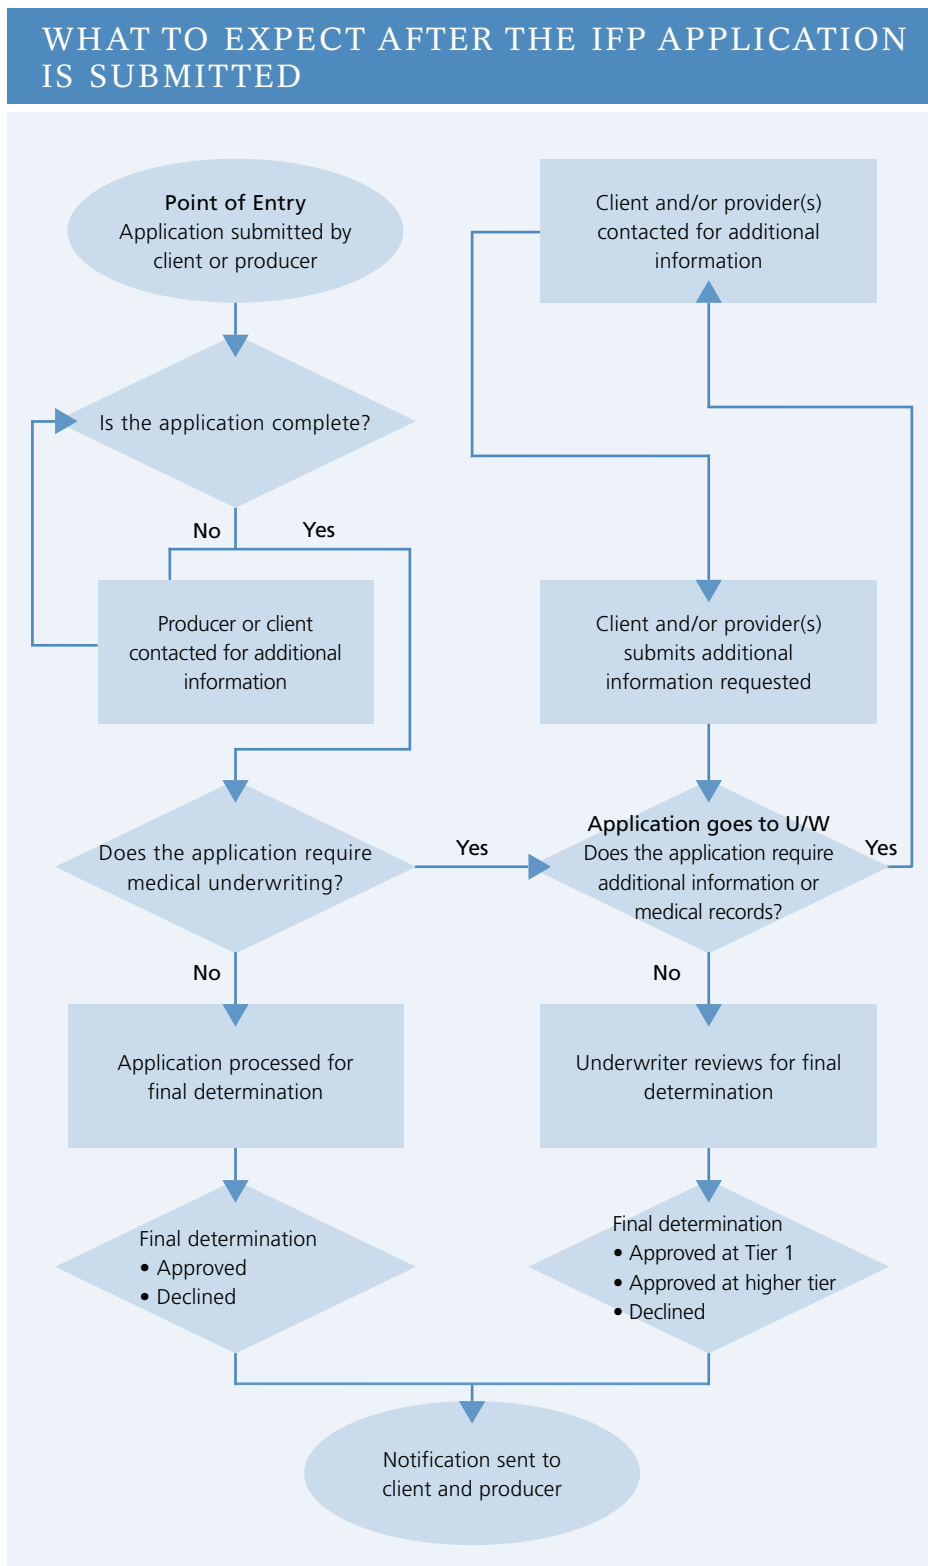 WHAT TO EXPECT AFTER THE IFP APPLICATION
IS SUBMITTED
Point of Entry
Application submitted by
client or producer
Client and/or provider(s)
contacted for additional
information
Is the application complete?
No
Yes
Producer or client
contacted for additional
information
Client and/or provider(s)
submits additional
information requested
Does the application require
medical underwriting?
Yes
Application goes to U/W
Does the application require
additional information or
medical records?
Yes
No
No
Application processed for
final determination
Underwriter reviews for final
determination
Final determination
• Approved
• Declined
Final determination
• Approved at Tier 1
• Approved at higher tier
• Declined
Notification sent to
client and producer